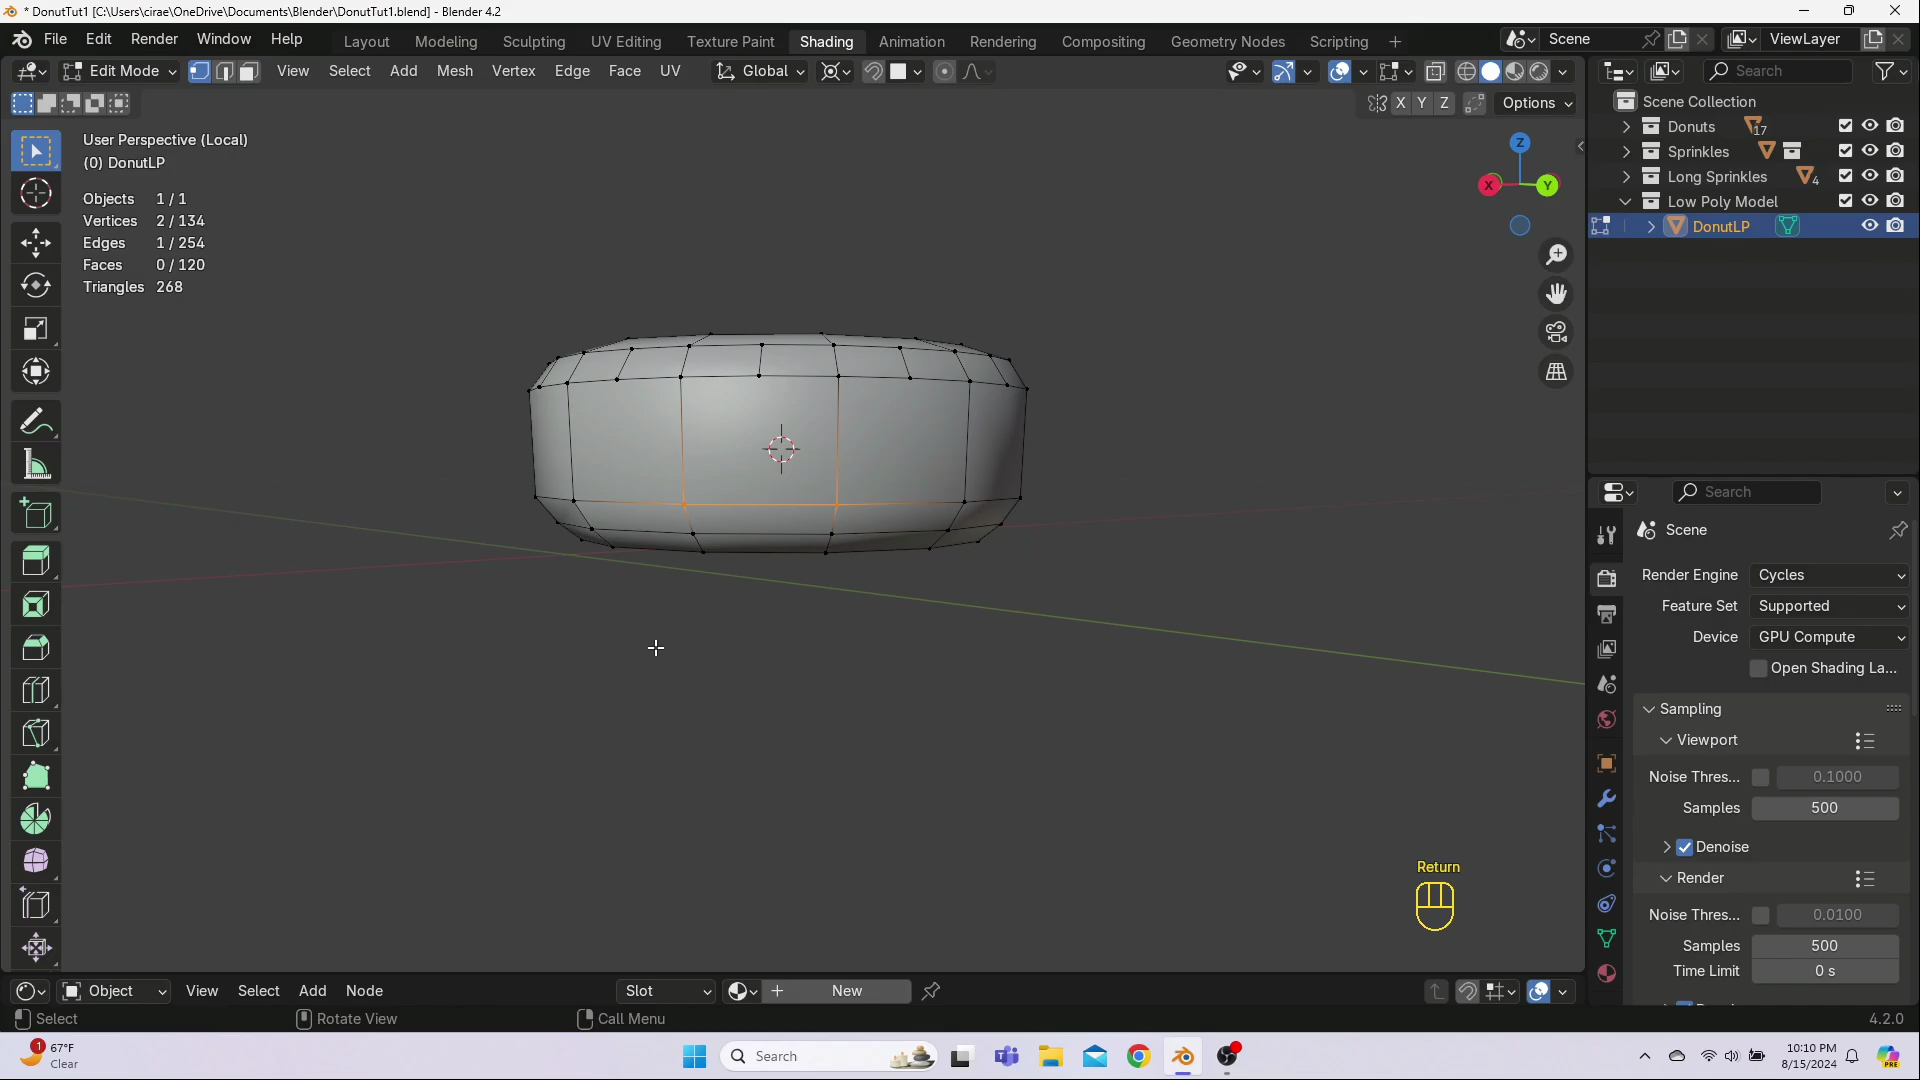 * DonutTut1 [C:\Users\cirae\OneDrive\Documents\Blender\DonutTut1.blend] - Blender 4.2
File Edit Render Window Help Layout Modeling Sculpting UV Editing Texture Paint Shading Animation Rendering Compositing Geometry Nodes Scripting + Scene ViewLayer
Edit Mode View Select Add Mesh Vertex Edge Face UV Global Search
X Y Z Options Scene Collection
User Perspective (Local) Donuts 17
(0) DonutLP Sprinkles
Objects 1 / 1 Long Sprinkles 4
Vertices 2 / 134 Low Poly Model
Edges 1 / 254 DonutLP
Faces 0 / 120
Triangles 268
Z
X Y
Search
Scene
Render Engine Cycles
Feature Set Supported
Device GPU Compute
Open Shading La...
Sampling
Viewport
Noise Thres... 0.1000
Samples 500
Denoise
Return Render
Noise Thres... 0.0100
Samples 500
Time Limit 0 s
Object View Select Add Node Slot New
Select Rotate View Call Menu 4.2.0
1 67°F Search 10:10 PM
Clear 8/15/2024 PRE